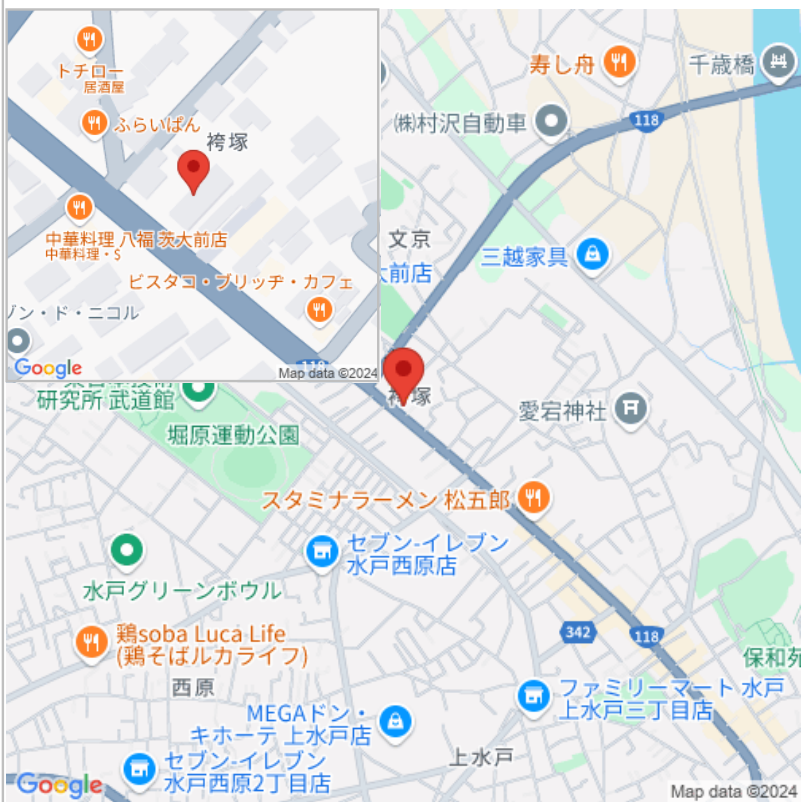 トチロー
居酒屋
ふらいぱん
袴塚
中華料理 八福 茨大前店
中華料理・S
ビスタコ・ブリッヂ・カフェ
ブン・ド・ニコル
118
Google
Map data ©2024
寿し舟
千歳橋
118
㈱村沢自動車
文京
大前店
三越家具
袴塚
愛宕神社
研究所 武道館
堀原運動公園
スタミナラーメン 松五郎
セブン-イレブン
水戸西原店
水戸グリーンボウル
鶏soba Luca Life
(鶏そばルカライフ)
342
118
保和苑
西原
ファミリーマート 水戸
上水戸三丁目店
MEGAドン・
キホーテ 上水戸店
上水戸
セブン-イレブン
水戸西原2丁目店
Google
Map data ©2024